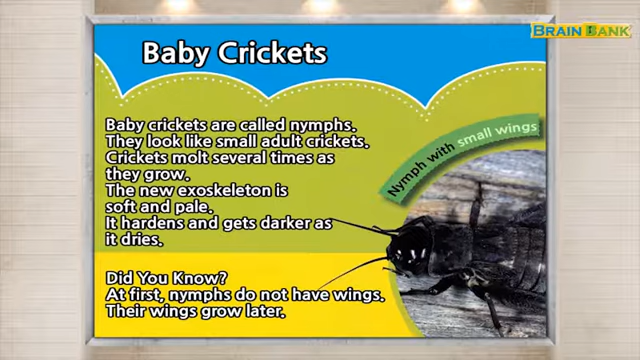 BRAIN BANK
Baby Crickets
Baby crickets are called nymphs.
They look like small adult crickets.
Crickets molt several times as
they grow.
The new exoskeleton is
soft and pale.
It hardens and gets darker as
it dries.
Nymph with small wings
Did You Know?
At first, nymphs do not have wings.
Their wings grow later.